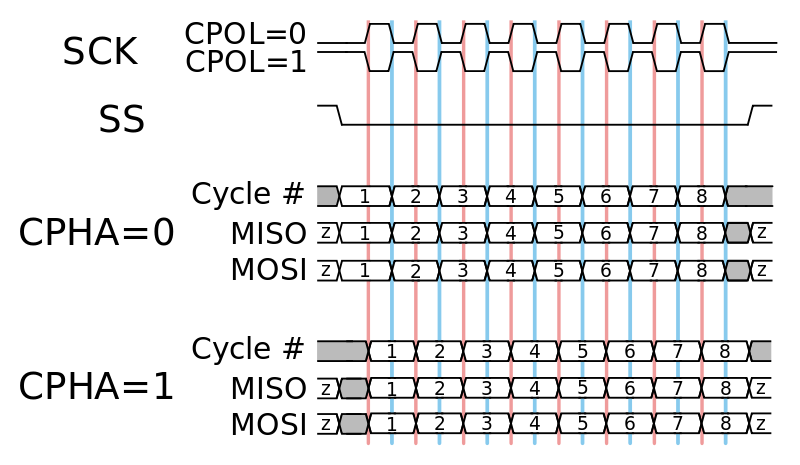 SCK CPOL=0
CPOL=1
SS
Cycle # 1 2 3 4 5 6 7 8
CPHA=0 MISO z 1 2 3 4 5 6 7 8 z
MOSI z 1 2 3 4 5 6 7 8 z
Cycle # 1 2 3 4 5 6 7 8
CPHA=1 MISO z 1 2 3 4 5 6 7 8 z
MOSI z 1 2 3 4 5 6 7 8 z